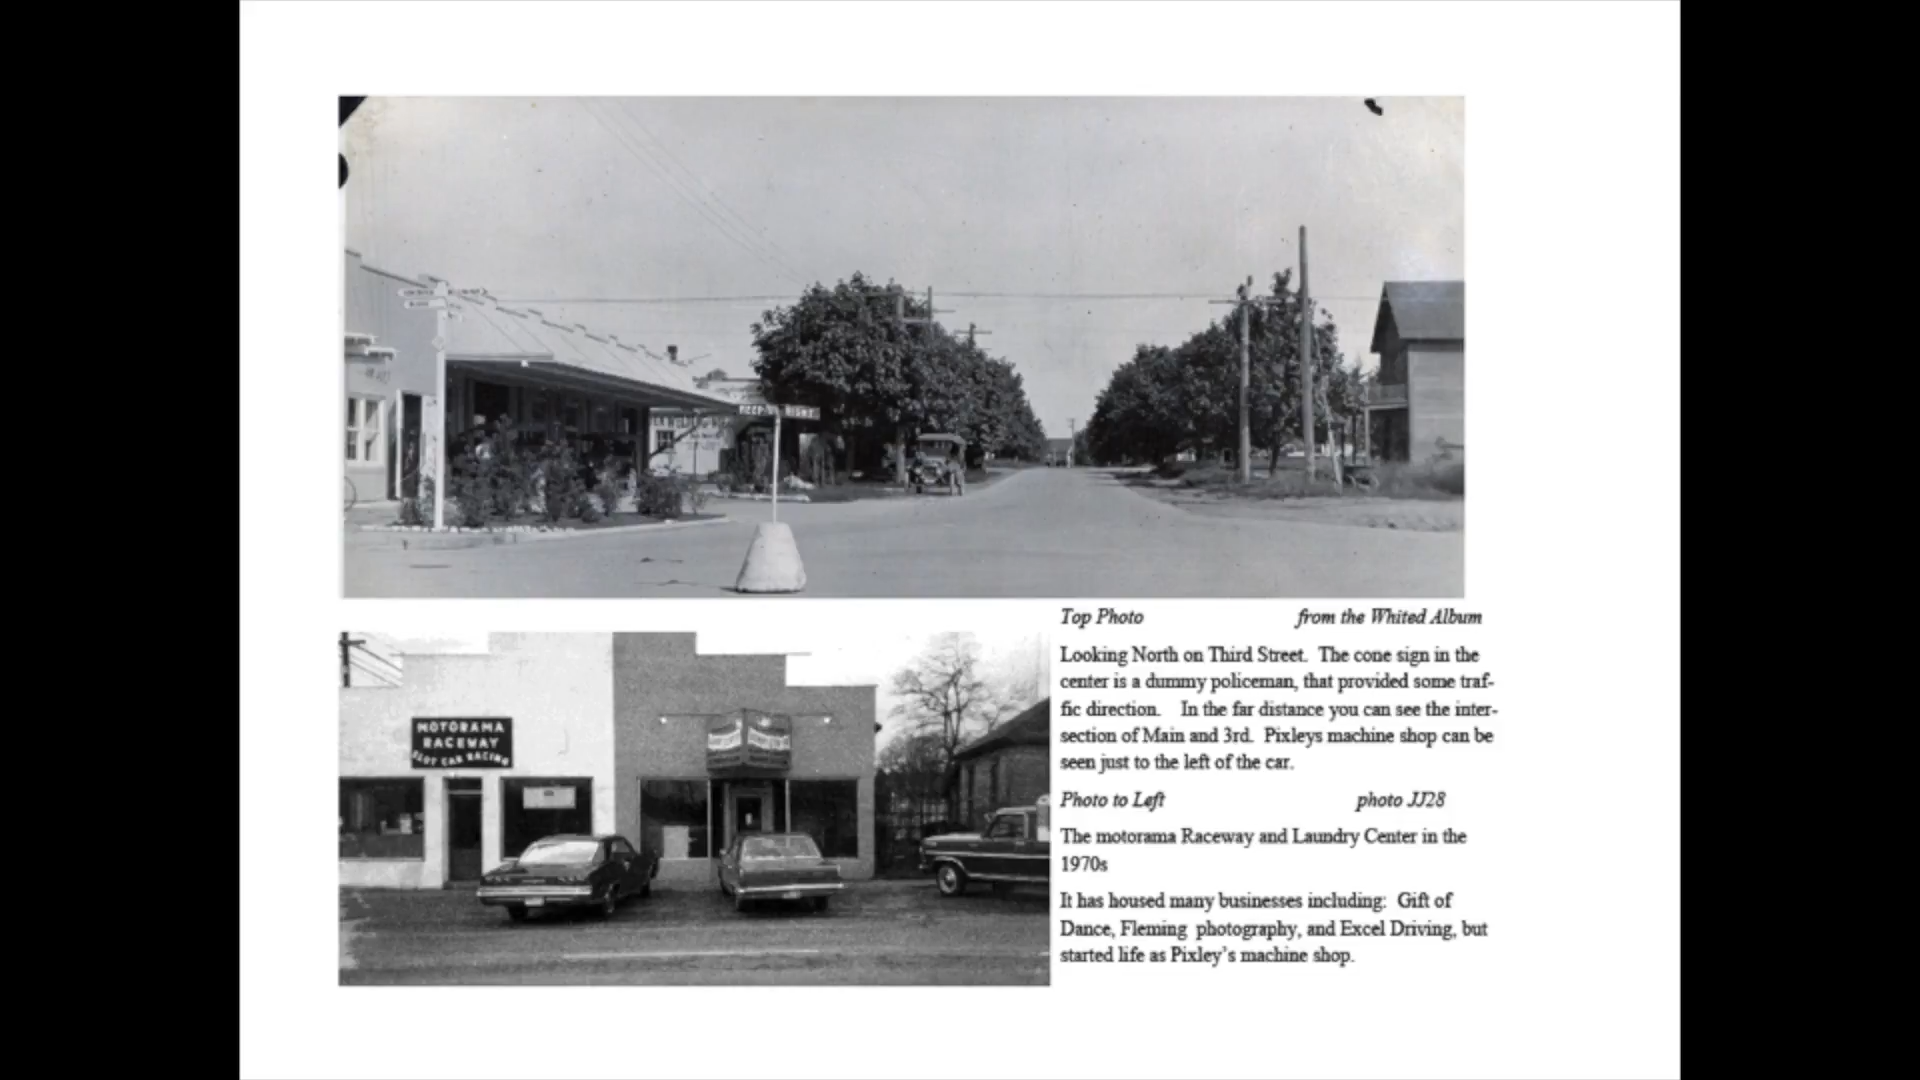 KEEP RIGHT
Top Photo from the Whited Album
Looking North on Third Street. The cone sign in the
center is a dummy policeman, that provided some traf-
fic direction. In the far distance you can see the inter-
section of Main and 3rd. Pixleys machine shop can be
seen just to the left of the car.
MOTORAMA
RACEWAY
SLOT CAR RACING
Photo to Left photo JJ28
The motorama Raceway and Laundry Center in the
1970s
It has housed many businesses including: Gift of
Dance, Fleming photography, and Excel Driving, but
started life as Pixley's machine shop.